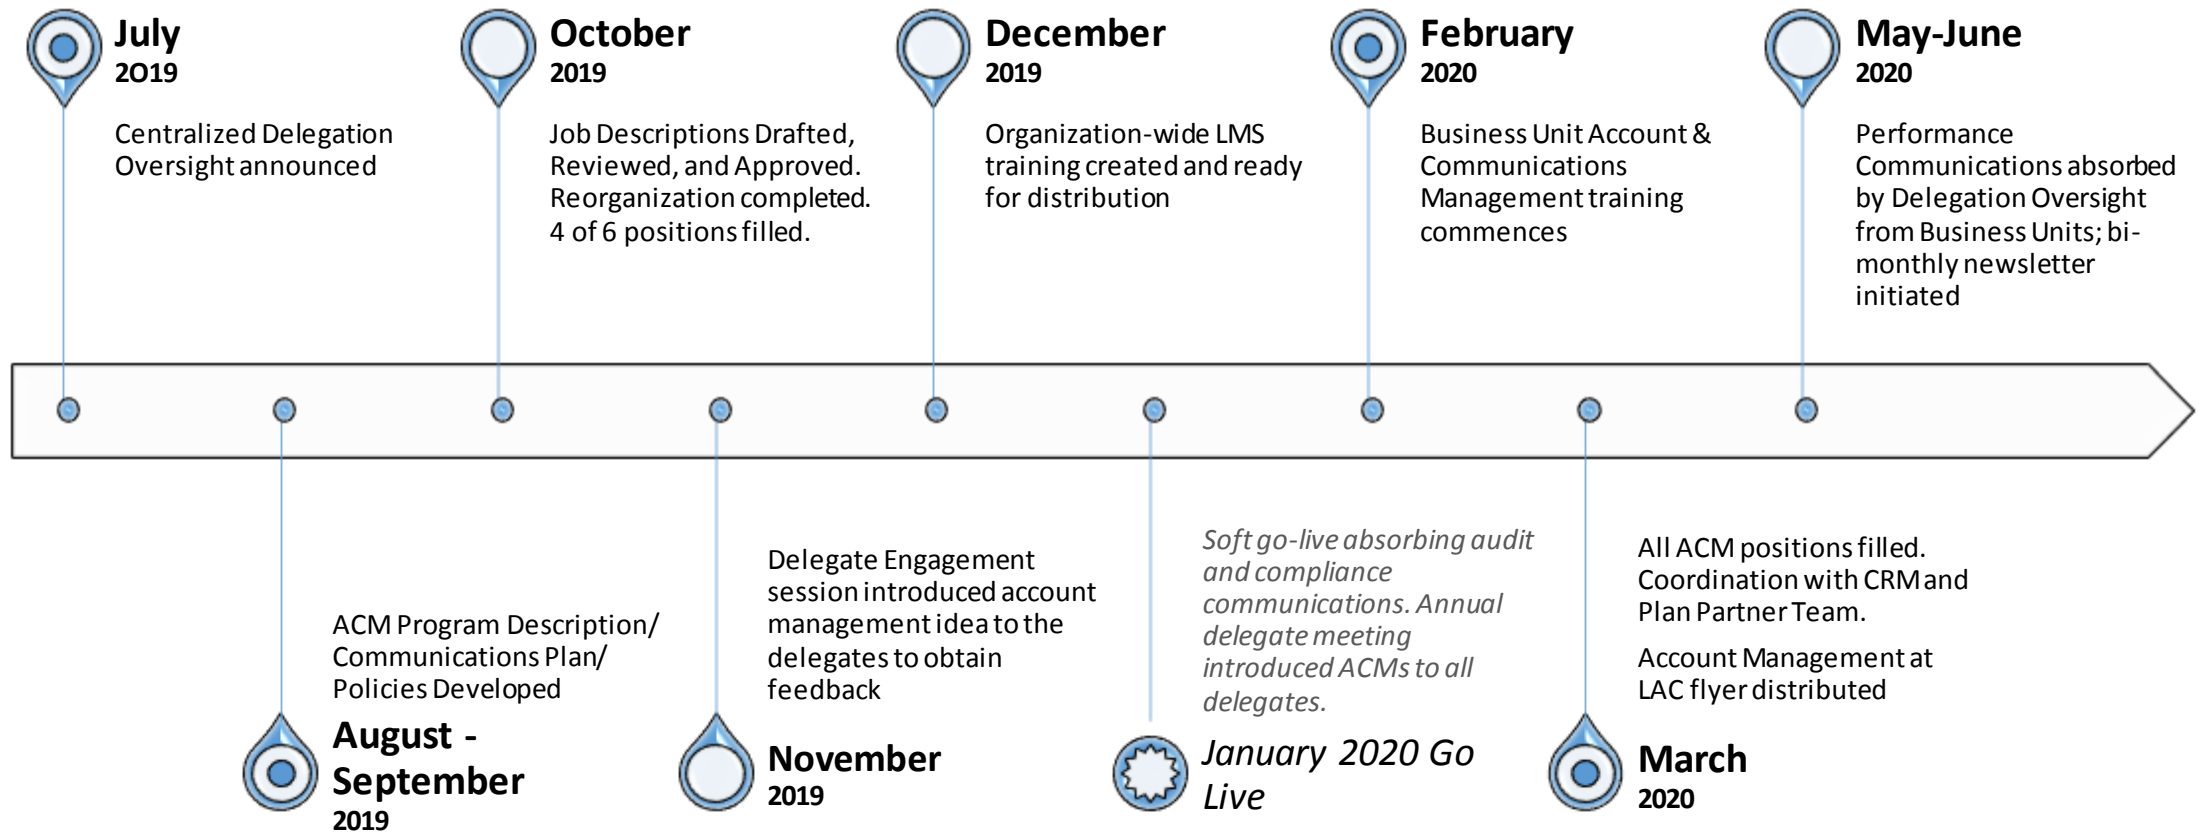 July
2O19
Centralized Delegation
Oversight announced
October
2019
Job Descriptions Drafted,
Reviewed, and Approved.
Reorganization completed.
4 of 6 positions filled.
December
2019
Organization-wide LMS
training created and ready
for distribution
February
2020
Business Unit Account &
Communications
Management training
commences
May-June
2020
Performance
Communications absorbed
by Delegation Oversight
from Business Units; bi-
monthly newsletter
initiated
ACM Program Description/
Communications Plan/
Policies Developed
August -
September
2019
Delegate Engagement
session introduced account
management idea to the
delegates to obtain
feedback
November
2019
Soft go-live absorbing audit
and compliance
communications. Annual
delegate meeting
introduced ACMs to all
delegates.
January 2020 Go
Live
All ACM positions filled.
Coordination with CRM and
Plan Partner Team.
Account Management at
LAC flyer distributed
March
2020